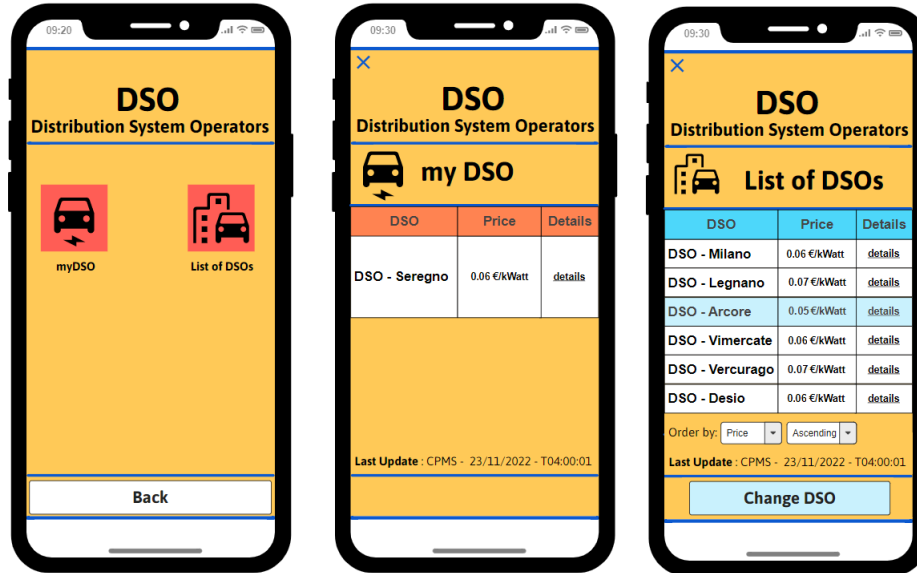 09:20
DSO
Distribution System Operators
myDSO
List of DSOs
Back
09:30
DSO
Distribution System Operators
my DSO
DSO Price Details
DSO - Seregno 0.06 €/kWatt details
Last Update : CPMS - 23/11/2022 - T04:00:01
09:30
DSO
Distribution System Operators
List of DSOs
DSO Price Details
DSO - Milano 0.06 €/kWatt details
DSO - Legnano 0.07 €/kWatt details
DSO - Arcore 0.05 €/kWatt details
DSO - Vimercate 0.06 €/kWatt details
DSO - Vercurago 0.07 €/kWatt details
DSO - Desio 0.06 €/kWatt details
Order by: Price Ascending
Last Update : CPMS - 23/11/2022 - T04:00:01
Change DSO